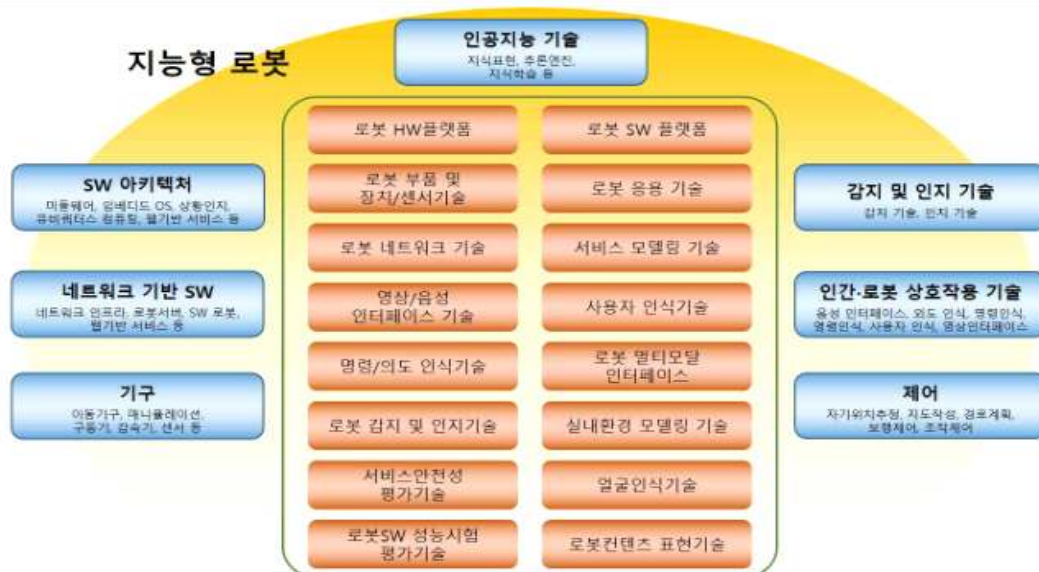 지능형 로봇
인공지능 기술
지식표현, 추론엔진,
지식학습 등
로봇 HW플랫폼
로봇 SW 플랫폼
SW 아키텍처
미들웨어, 임베디드 OS, 상황인지,
유비쿼터스 컴퓨팅, 웹기반 서비스 등
로봇 부품 및
장치/센서기술
로봇 응용 기술
감지 및 인지 기술
감지 기술, 인지 기술
로봇 네트워크 기술
서비스 모델링 기술
네트워크 기반 SW
네트워크 인프라, 로봇서버, SW 로봇,
웹기반 서비스 등
영상/음성
인터페이스 기술
사용자 인식기술
인간·로봇 상호작용 기술
음성 인터페이스, 의도 인식, 명령인식,
명령인식, 사용자 인식, 영상인터페이스
명령/의도 인식기술
로봇 멀티모달
인터페이스
기구
이동기구, 매니퓰레이션,
구동기, 감속기, 센서 등
제어
자기위치추정, 지도작성, 경로계획,
보행제어, 조작제어
로봇 감지 및 인지기술
실내환경 모델링 기술
서비스안전성
평가기술
얼굴인식기술
로봇SW 성능시험
평가기술
로봇컨텐츠 표현기술